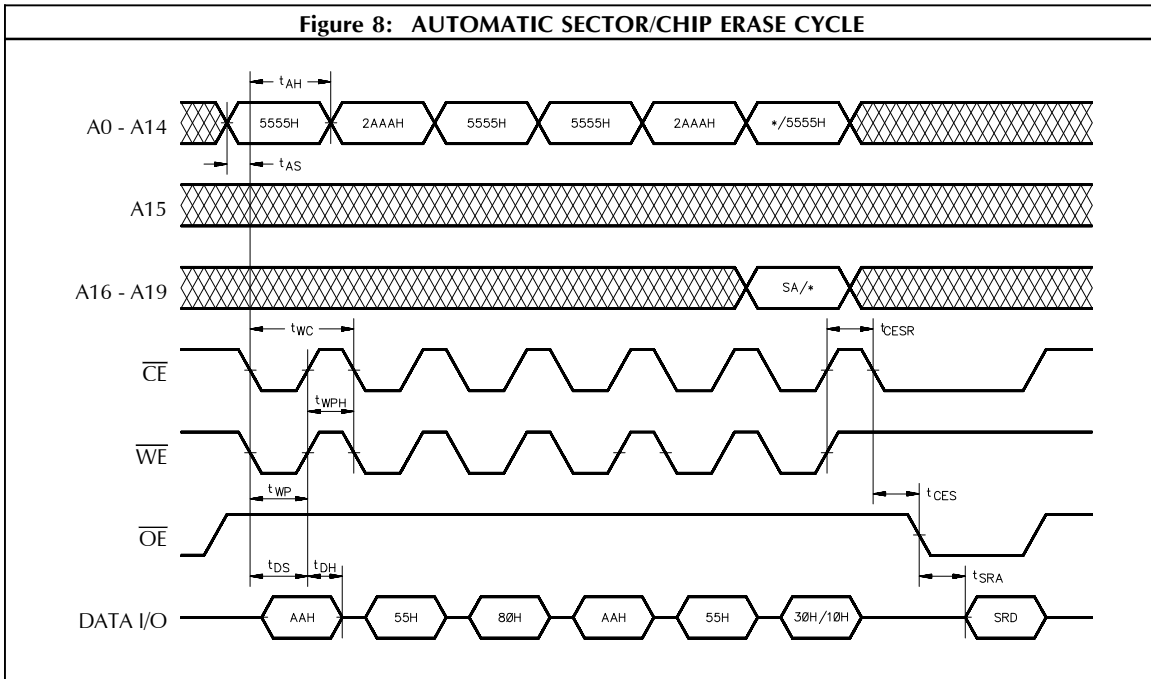 Figure 8: AUTOMATIC SECTOR/CHIP ERASE CYCLE
tAH
A0 - A14 5555H 2AAAH 5555H 5555H 2AAAH */5555H
tAS
A15
A16 - A19 SA/*
tWC tCESR
CE
tWPH
WE
tWP tCES
OE
tDS tDH tSRA
DATA I/O AAH 55H 80H AAH 55H 30H/10H SRD